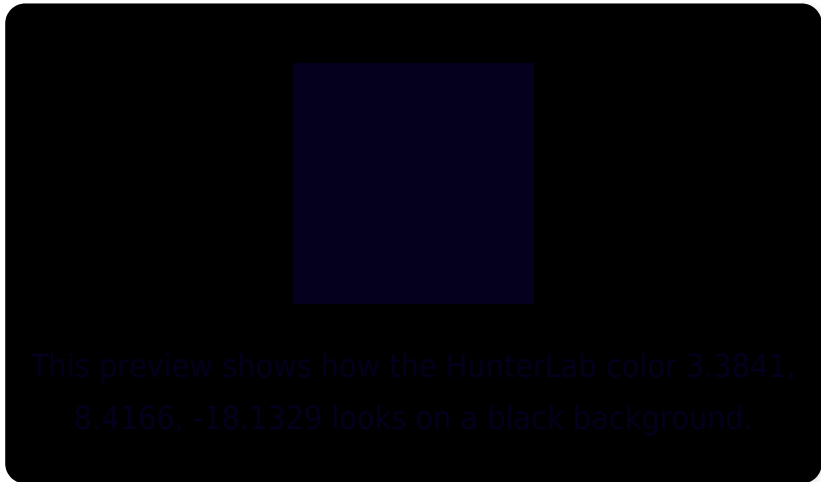 This preview shows how the HunterLab color 3.3841,
8.4166, -18.1329 looks on a black background.